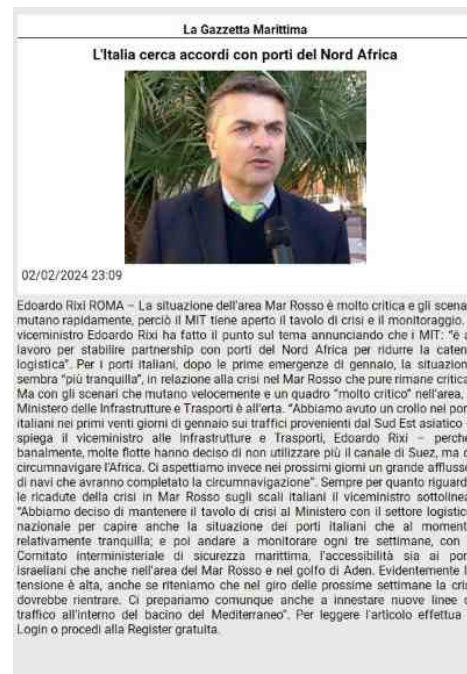 La Gazzetta Marittima
L'Italia cerca accordi con porti del Nord Africa
02/02/2024 23:09
Edoardo Rixi ROMA – La situazione dell'area Mar Rosso è molto critica e gli scena
mutano rapidamente, perciò il MIT tiene aperto il tavolo di crisi e il monitoraggio.
viceministro Edoardo Rixi ha fatto il punto sul tema annunciando che i MIT: "è a
lavoro per stabilire partnership con porti del Nord Africa per ridurre la caten
logistica". Per i porti italiani, dopo le prime emergenze di gennaio, la situazion
sembra "più tranquilla", in relazione alla crisi nel Mar Rosso che pure rimane critica
Ma con gli scenari che mutano velocemente e un quadro "molto critico" nell'area,
Ministero delle Infrastrutture e Trasporti è all'erta. "Abbiamo avuto un crollo nei por
italiani nei primi venti giorni di gennaio sui traffici provenienti dal Sud Est asiatico –
spiega il viceministro alle Infrastrutture e Trasporti, Edoardo Rixi – perche
banalmente, molte flotte hanno deciso di non utilizzare più il canale di Suez, ma d
circumnavigare l'Africa. Ci aspettiamo invece nei prossimi giorni un grande afflusso
di navi che avranno completato la circumnavigazione". Sempre per quanto riguard
le ricadute della crisi in Mar Rosso sugli scali italiani il viceministro sottoline
"Abbiamo deciso di mantenere il tavolo di crisi al Ministero con il settore logistic
nazionale per capire anche la situazione dei porti italiani che al moment
relativamente tranquilla; e poi andare a monitorare ogni tre settimane, con
Comitato interministeriale di sicurezza marittima, l'accessibilità sia ai por
israeliani che anche nell'area del Mar Rosso e nel golfo di Aden. Evidentemente l
tensione è alta, anche se riteniamo che nel giro delle prossime settimane la cris
dovrebbe rientrare. Ci prepariamo comunque anche a innestare nuove linee d
traffico all'interno del bacino del Mediterraneo". Per leggere l'articolo effettua
Login o procedi alla Register gratuita.